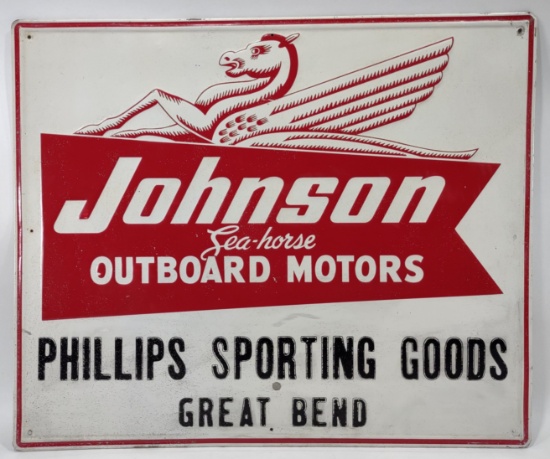 Johnson
Sea-horse
OUTBOARD MOTORS
PHILLIPS SPORTING GOODS
GREAT BEND